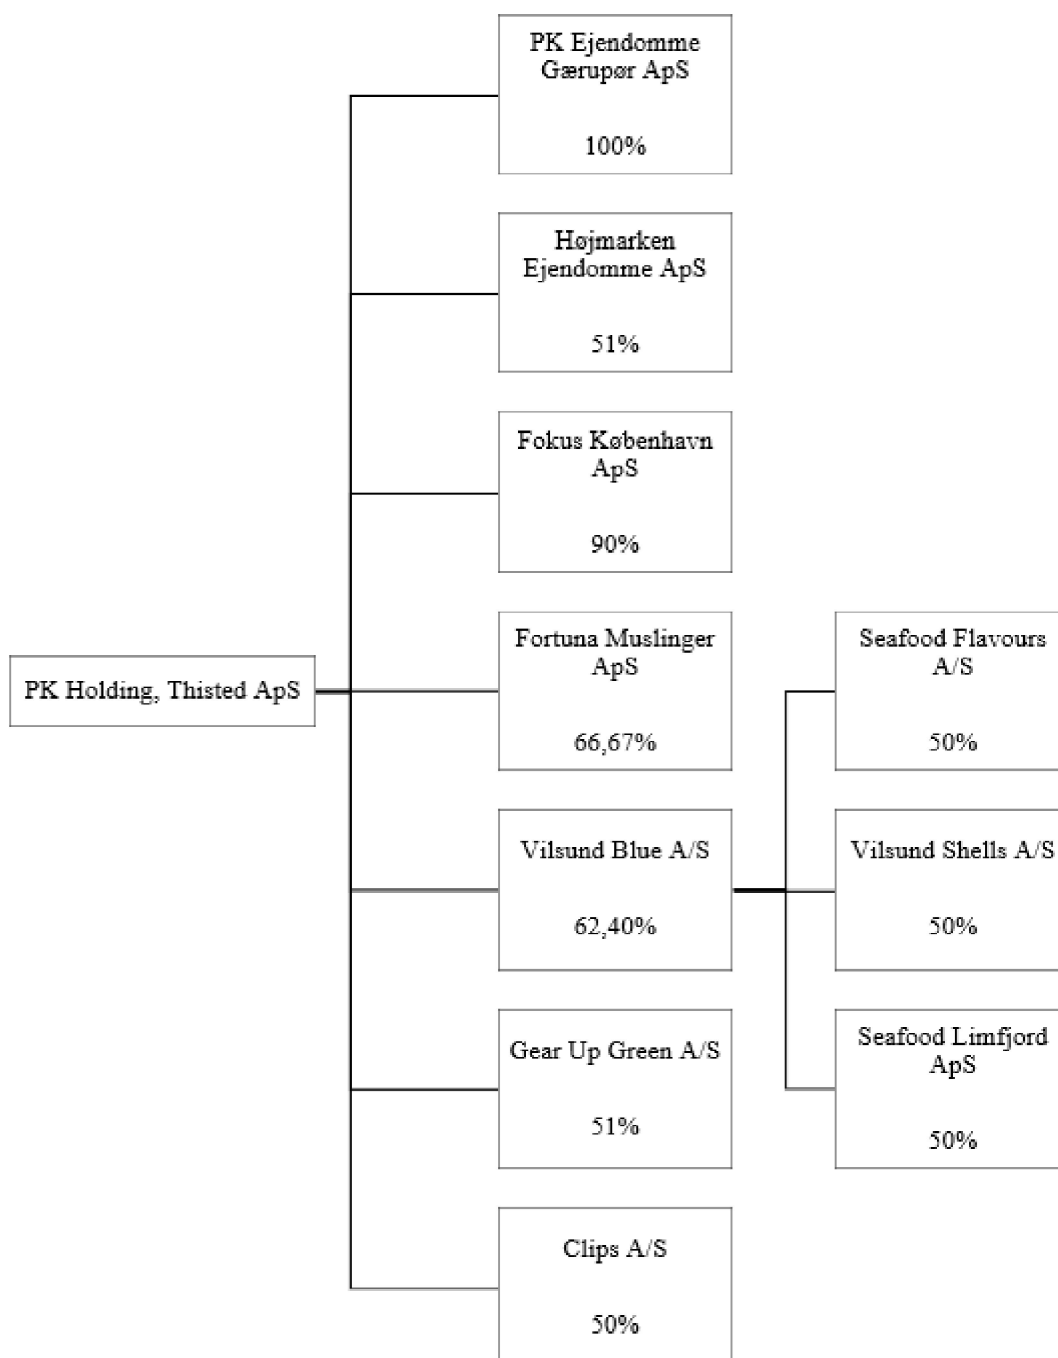 PK Ejendomme
Gærupør ApS
100%
Højmarken
Ejendomme ApS
51%
Fokus København
ApS
90%
PK Holding, Thisted ApS
Fortuna Muslinger
ApS
66,67%
Seafood Flavours
A/S
50%
Vilsund Blue A/S
62,40%
Vilsund Shells A/S
50%
Gear Up Green A/S
51%
Seafood Limfjord
ApS
50%
Clips A/S
50%